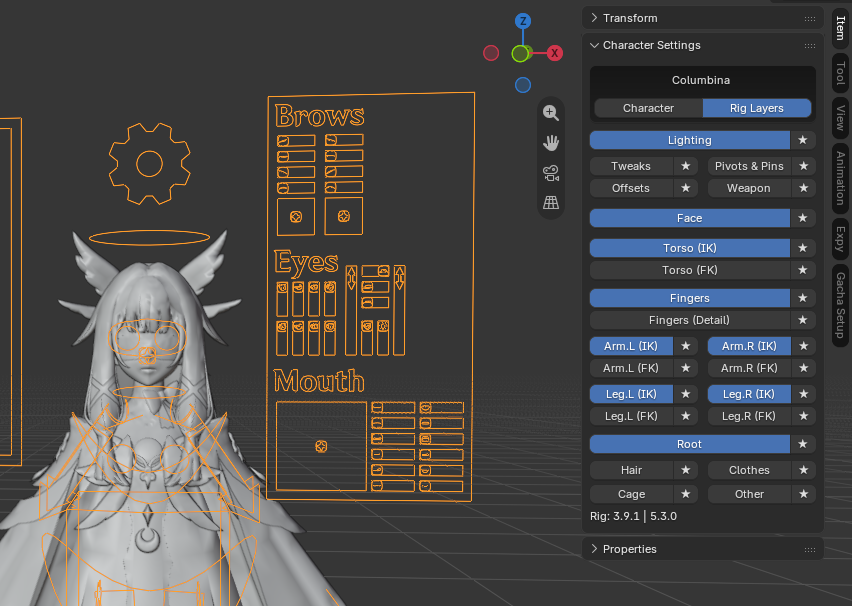 Transform
Character Settings
Columbina
Character Rig Layers
Lighting ★
Tweaks ★ Pivots & Pins ★
Offsets ★ Weapon ★
Face ★
Torso (IK) ★
Torso (FK) ★
Fingers ★
Fingers (Detail) ★
Arm.L (IK) ★ Arm.R (IK) ★
Arm.L (FK) ★ Arm.R (FK) ★
Leg.L (IK) ★ Leg.R (IK) ★
Leg.L (FK) ★ Leg.R (FK) ★
Root ★
Hair ★ Clothes ★
Cage ★ Other ★
Rig: 3.9.1 | 5.3.0
Properties
Item
Tool
View
Animation
Expy
Gacha Setup
Z
X
Brows
Eyes
Mouth